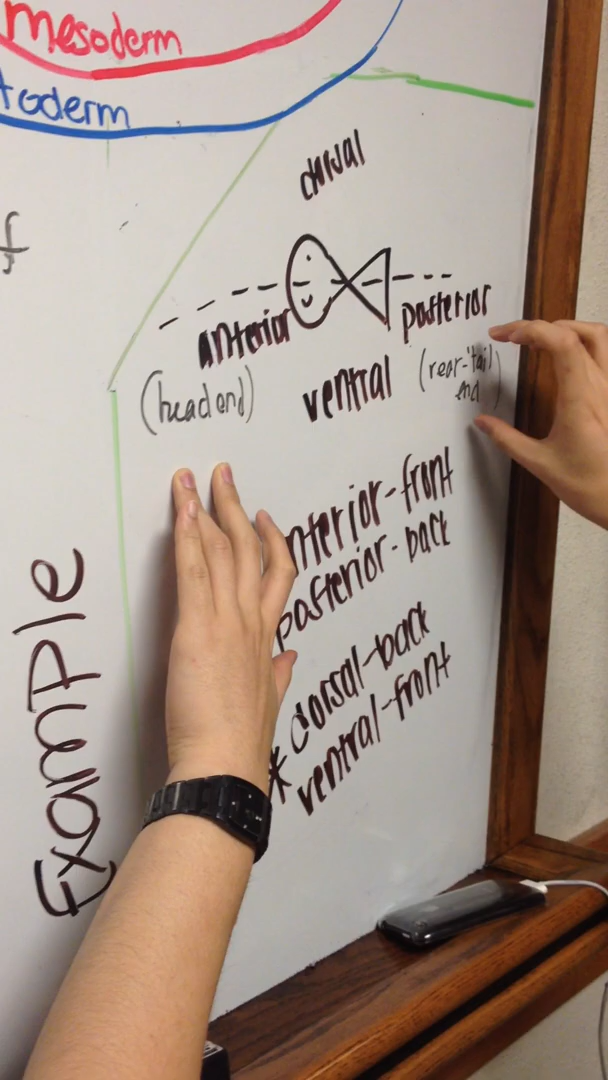 mesoderm
toderm
f
dorsal
anterior
posterior
(head end)
ventral
(rear-'tail'
end)
nterior-front
posterior-back
* dorsal-back
ventral-front
Example